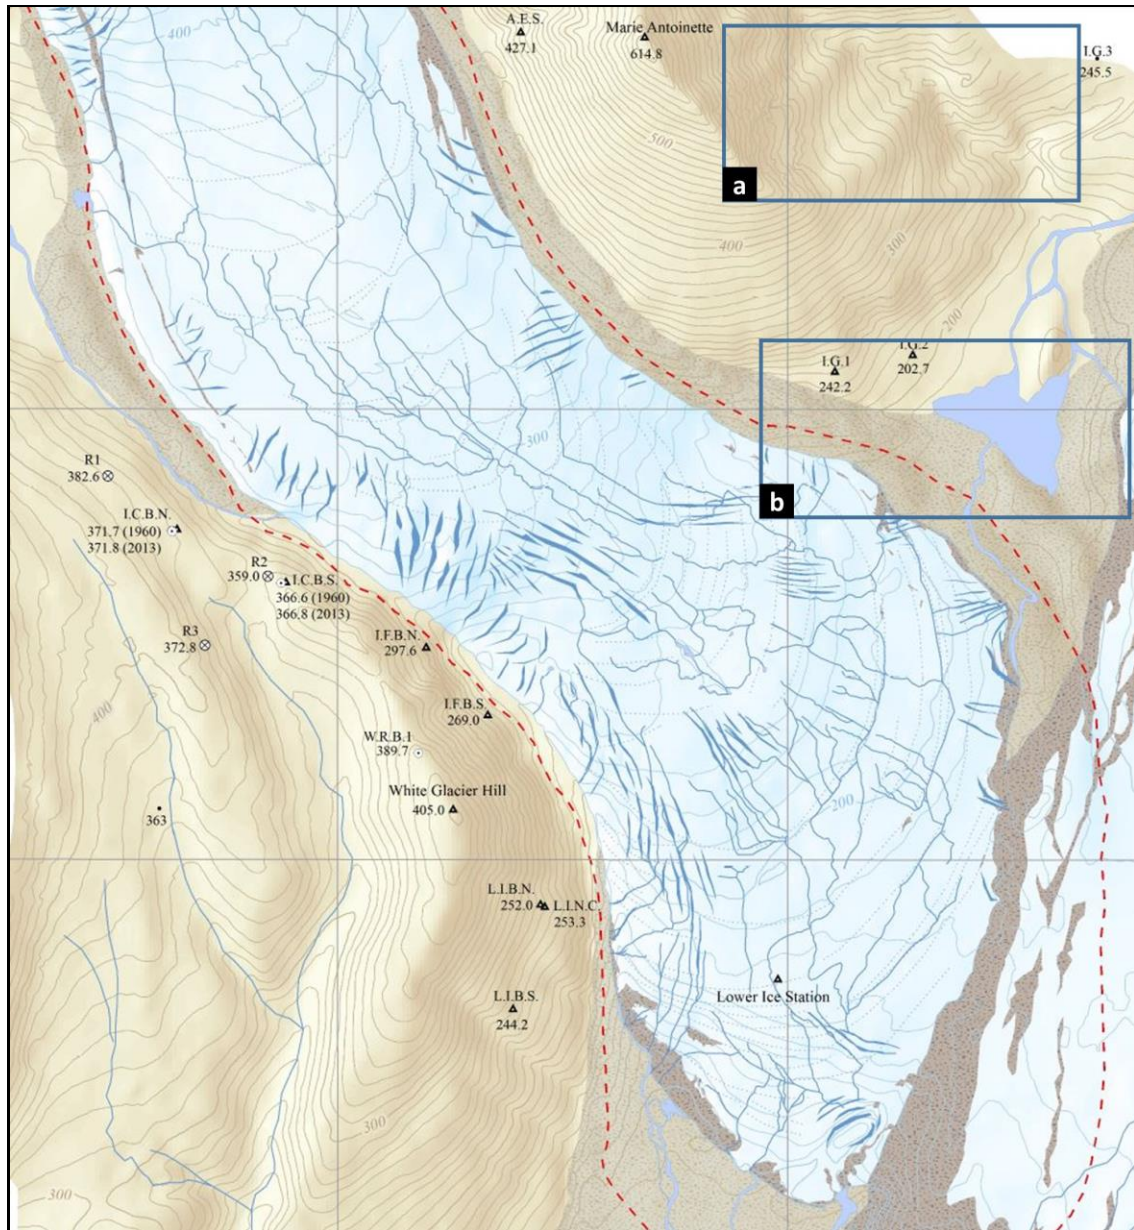 400
A.E.S.
427.1
Marie Antoinette
614.8
I.G.3
245.5
500
a
400
300
200
I.G.1
242.2
I.G.2
202.7
300
b
R1
382.6
I.C.B.N.
371.7 (1960)
371.8 (2013)
R2
359.0
I.C.B.S.
366.6 (1960)
366.8 (2013)
R3
372.8
I.F.B.N.
297.6
400
I.F.B.S.
269.0
W.R.B.1
389.7
White Glacier Hill
405.0
363
200
L.I.B.N.
252.0
L.I.N.C.
253.3
L.I.B.S.
244.2
Lower Ice Station
300
300